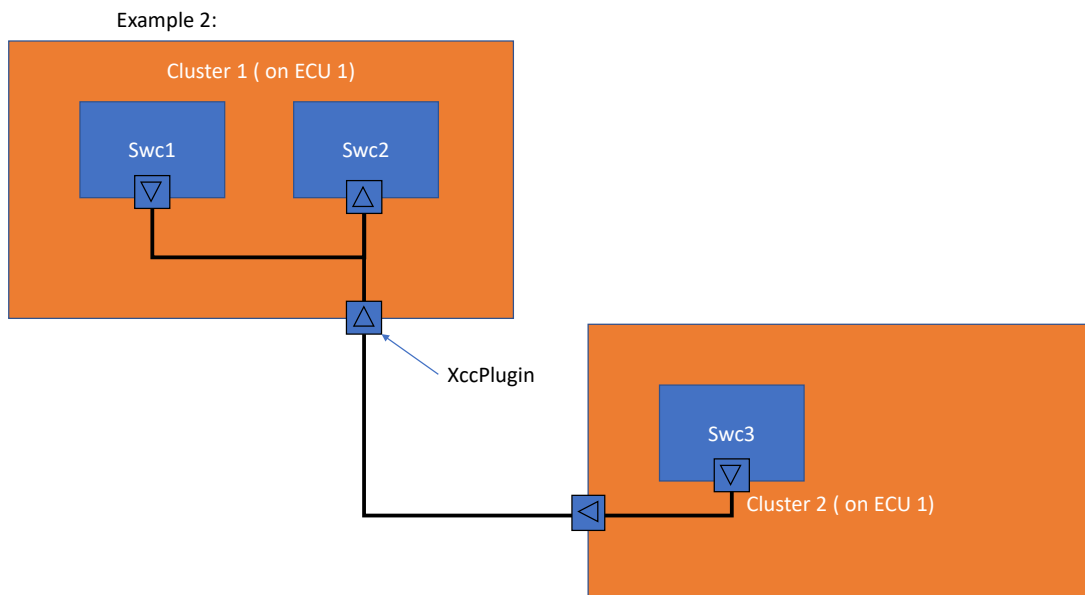 Example 2:
Cluster 1 ( on ECU 1)
Swc1
Swc2
XccPlugin
Swc3
Cluster 2 ( on ECU 1)